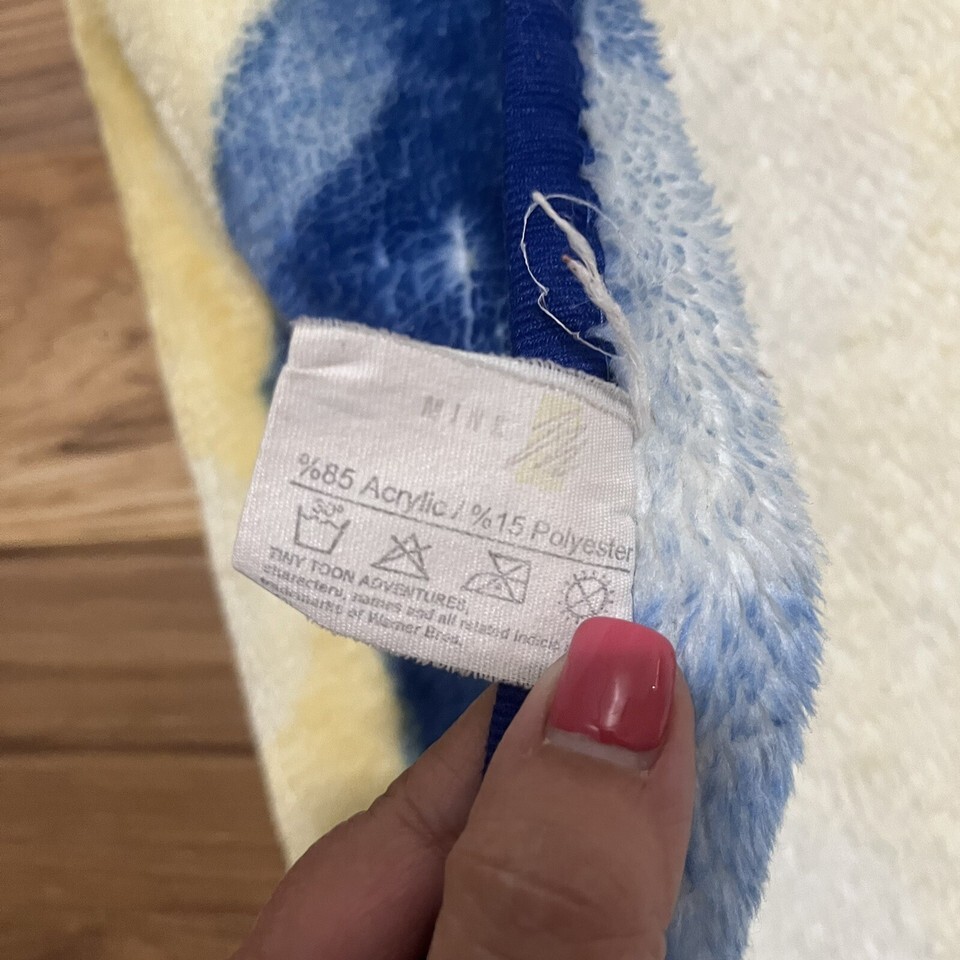 MINK
%85 Acrylic / %15 Polyester
30°
TINY TOON ADVENTURES,
characters, names and all related indicia
trademarks of Warner Bros.